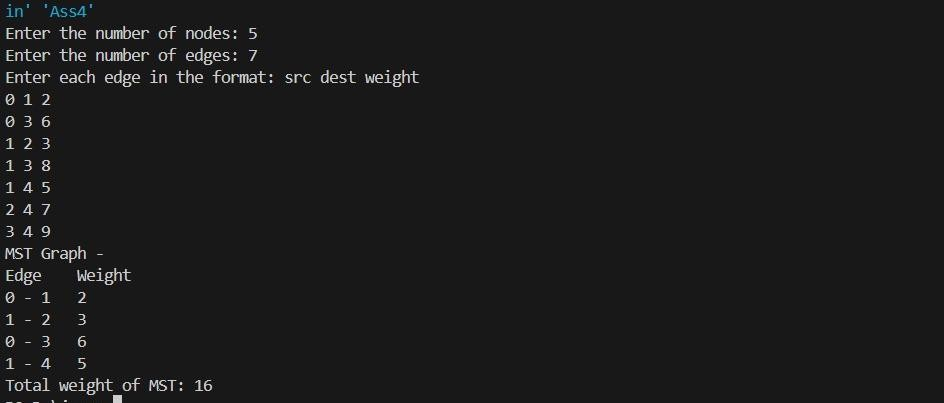 in' 'Ass4'
Enter the number of nodes: 5
Enter the number of edges: 7
Enter each edge in the format: src dest weight
0 1 2
0 3 6
1 2 3
1 3 8
1 4 5
2 4 7
3 4 9
MST Graph -
Edge    Weight
0 - 1   2
1 - 2   3
0 - 3   6
1 - 4   5
Total weight of MST: 16